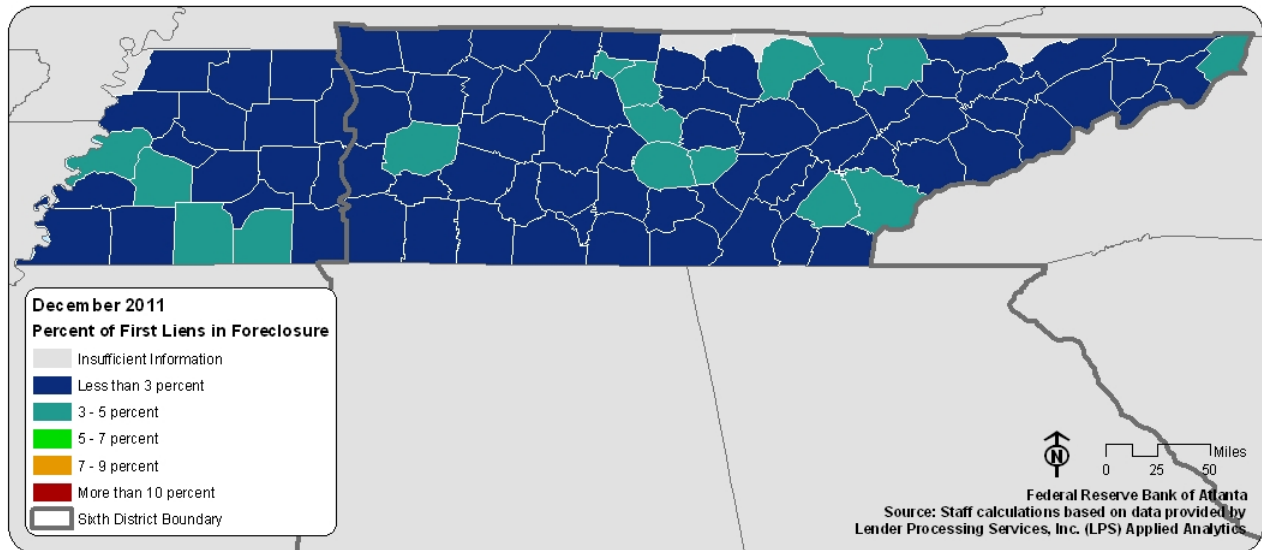 December 2011
Percent of First Liens in Foreclosure
Insufficient Information
Less than 3 percent
3 - 5 percent
5 - 7 percent
7 - 9 percent
More than 10 percent
Sixth District Boundary
N
Miles
0 25 50
Federal Reserve Bank of Atlanta
Source: Staff calculations based on data provided by
Lender Processing Services, Inc. (LPS) Applied Analytics